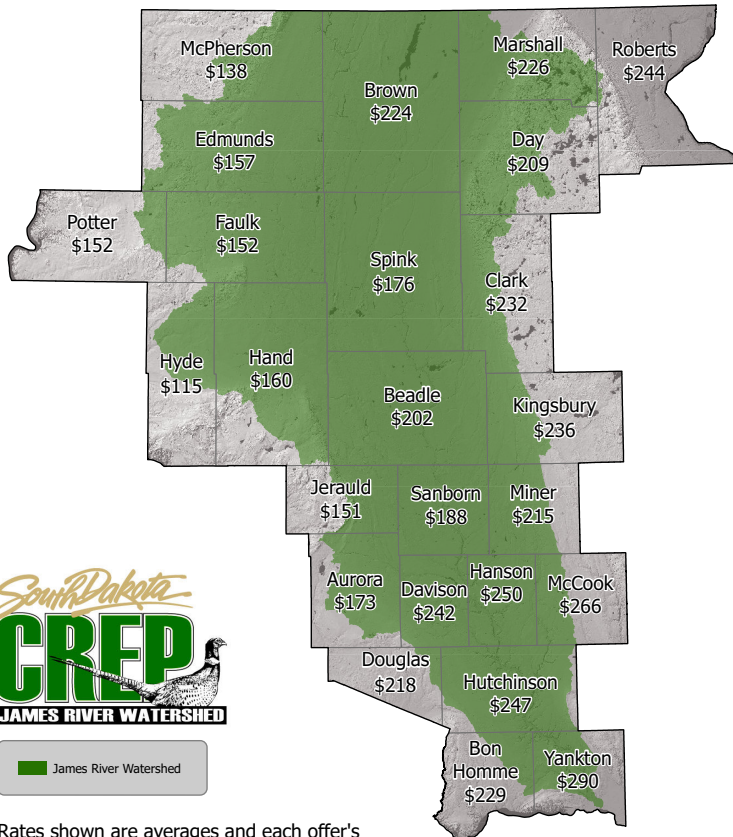 McPherson
$138
Brown
$224
Marshall
$226
Roberts
$244
Edmunds
$157
Day
$209
Potter
$152
Faulk
$152
Spink
$176
Clark
$232
Hyde
$115
Hand
$160
Beadle
$202
Kingsbury
$236
Jerauld
$151
Sanborn
$188
Miner
$215
Aurora
$173
Davison
$242
Hanson
$250
McCook
$266
Douglas
$218
Hutchinson
$247
Bon
Homme
$229
Yankton
$290
South Dakota
CREP
JAMES RIVER WATERSHED
James River Watershed
Rates shown are averages and each offer's